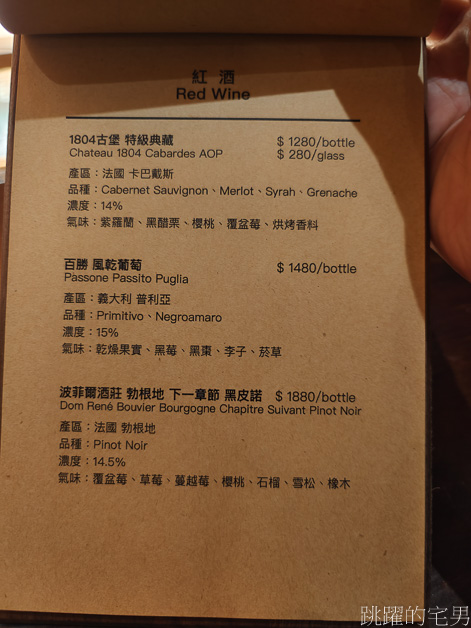 紅 酒
Red Wine
1804古堡 特級典藏 $ 1280/bottle
Chateau 1804 Cabardes AOP $ 280/glass
產區：法國 卡巴戴斯
品種：Cabernet Sauvignon、Merlot、Syrah、Grenache
濃度：14%
氣味：紫羅蘭、黑醋栗、櫻桃、覆盆莓、烘烤香料
百勝 風乾葡萄 $ 1480/bottle
Passone Passito Puglia
產區：義大利 普利亞
品種：Primitivo、Negroamaro
濃度：15%
氣味：乾燥果實、黑莓、黑棗、李子、菸草
波菲爾酒莊 勃根地 下一章節 黑皮諾 $ 1880/bottle
Dom René Bouvier Bourgogne Chapitre Suivant Pinot Noir
產區：法國 勃根地
品種：Pinot Noir
濃度：14.5%
氣味：覆盆莓、草莓、蔓越莓、櫻桃、石榴、雪松、橡木
跳躍的宅男